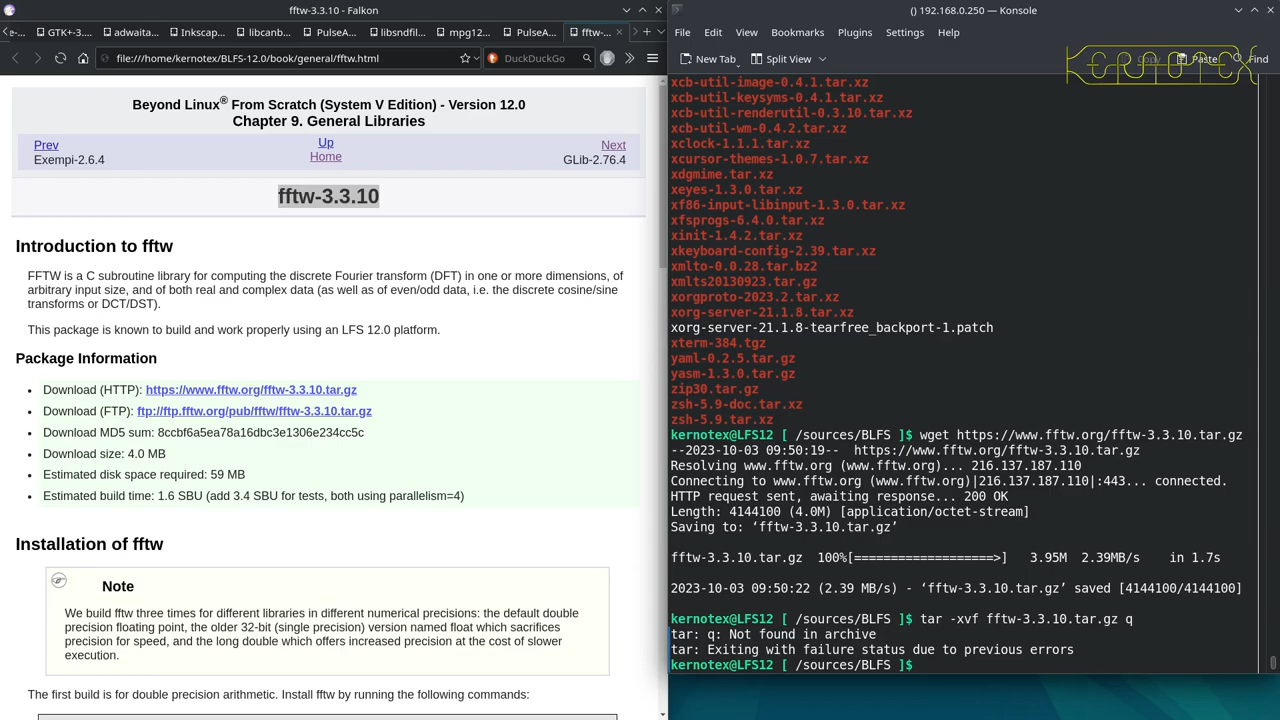 fftw-3.3.10 - Falkon
GTK+-3....
adwaita...
Inkscap...
libcanb...
PulseA...
libsndfil...
mpg12...
PulseA...
fftw-...
file:///home/kernotex/BLFS-12.0/book/general/fftw.html
DuckDuckGo
Beyond Linux® From Scratch (System V Edition) - Version 12.0
Chapter 9. General Libraries
Prev Up Next
Exempi-2.6.4 Home GLib-2.76.4
fftw-3.3.10
Introduction to fftw
FFTW is a C subroutine library for computing the discrete Fourier transform (DFT) in one or more dimensions, of
arbitrary input size, and of both real and complex data (as well as of even/odd data, i.e. the discrete cosine/sine
transforms or DCT/DST).
This package is known to build and work properly using an LFS 12.0 platform.
Package Information
• Download (HTTP): https://www.fftw.org/fftw-3.3.10.tar.gz
• Download (FTP): ftp://ftp.fftw.org/pub/fftw/fftw-3.3.10.tar.gz
• Download MD5 sum: 8ccbf6a5ea78a16dbc3e1306e234cc5c
• Download size: 4.0 MB
• Estimated disk space required: 59 MB
• Estimated build time: 1.6 SBU (add 3.4 SBU for tests, both using parallelism=4)
Installation of fftw
Note
We build fftw three times for different libraries in different numerical precisions: the default double
precision floating point, the older 32-bit (single precision) version named float which sacrifices
precision for speed, and the long double which offers increased precision at the cost of slower
execution.
The first build is for double precision arithmetic. Install fftw by running the following commands:
() 192.168.0.250 — Konsole
File Edit View Bookmarks Plugins Settings Help
New Tab Split View Copy Paste Find
KERNOTEX
xcb-util-image-0.4.1.tar.xz
xcb-util-keysyms-0.4.1.tar.xz
xcb-util-renderutil-0.3.10.tar.xz
xcb-util-wm-0.4.2.tar.xz
xclock-1.1.1.tar.xz
xcursor-themes-1.0.7.tar.xz
xdgmime.tar.xz
xeyes-1.3.0.tar.xz
xf86-input-libinput-1.3.0.tar.xz
xfsprogs-6.4.0.tar.xz
xinit-1.4.2.tar.xz
xkeyboard-config-2.39.tar.xz
xmlto-0.0.28.tar.bz2
xmlts20130923.tar.gz
xorgproto-2023.2.tar.xz
xorg-server-21.1.8.tar.xz
xorg-server-21.1.8-tearfree_backport-1.patch
xterm-384.tgz
yaml-0.2.5.tar.gz
yasm-1.3.0.tar.gz
zip30.tar.gz
zsh-5.9-doc.tar.xz
zsh-5.9.tar.xz
kernotex@LFS12 [ /sources/BLFS ]$ wget https://www.fftw.org/fftw-3.3.10.tar.gz
--2023-10-03 09:50:19-- https://www.fftw.org/fftw-3.3.10.tar.gz
Resolving www.fftw.org (www.fftw.org)... 216.137.187.110
Connecting to www.fftw.org (www.fftw.org)|216.137.187.110|:443... connected.
HTTP request sent, awaiting response... 200 OK
Length: 4144100 (4.0M) [application/octet-stream]
Saving to: ‘fftw-3.3.10.tar.gz’
fftw-3.3.10.tar.gz 100%[===================>] 3.95M 2.39MB/s in 1.7s
2023-10-03 09:50:22 (2.39 MB/s) - ‘fftw-3.3.10.tar.gz’ saved [4144100/4144100]
kernotex@LFS12 [ /sources/BLFS ]$ tar -xvf fftw-3.3.10.tar.gz q
tar: q: Not found in archive
tar: Exiting with failure status due to previous errors
kernotex@LFS12 [ /sources/BLFS ]$